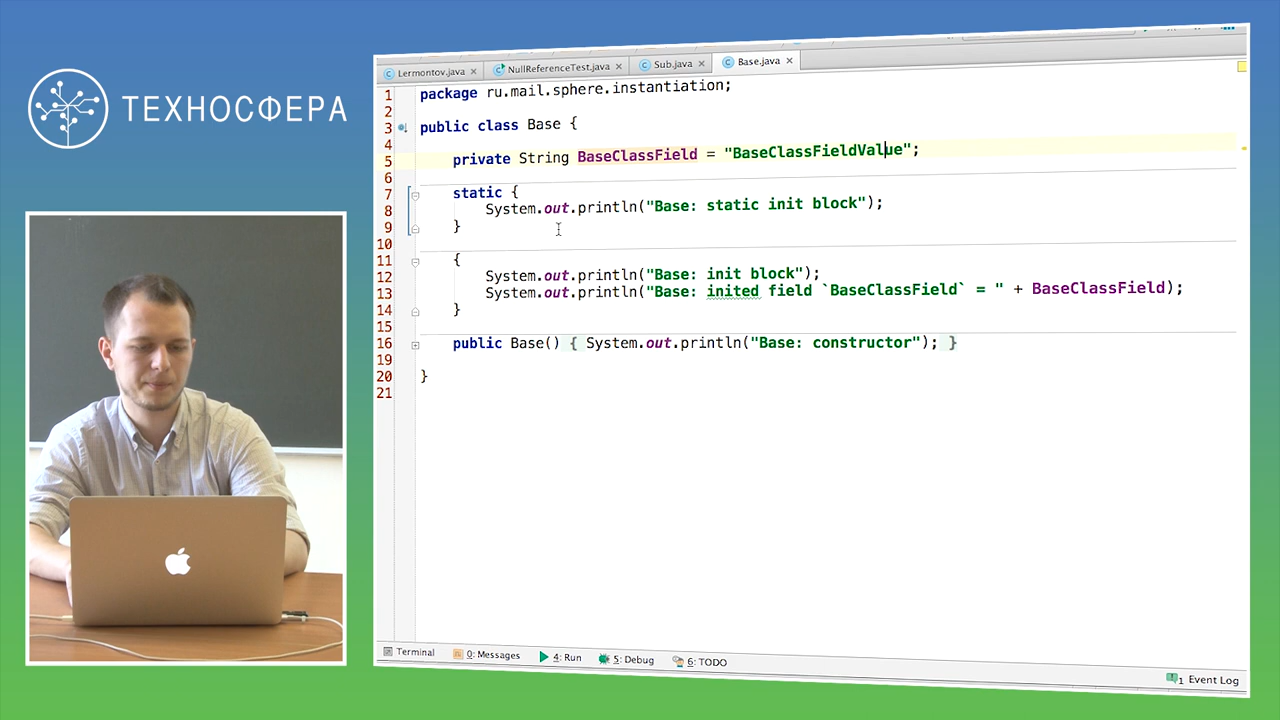 ТЕХНОСФЕРА
Lermontov.java
NullReferenceTest.java
Sub.java
Base.java
1 package ru.mail.sphere.instantiation;
2
3 public class Base {
4
5 private String BaseClassField = "BaseClassFieldValue";
6
7 static {
8 System.out.println("Base: static init block");
9 }
10
11 {
12 System.out.println("Base: init block");
13 System.out.println("Base: inited field `BaseClassField` = " + BaseClassField);
14 }
15
16 public Base() { System.out.println("Base: constructor"); }
19
20 }
21
Terminal
0: Messages
4: Run
5: Debug
6: TODO
1 Event Log